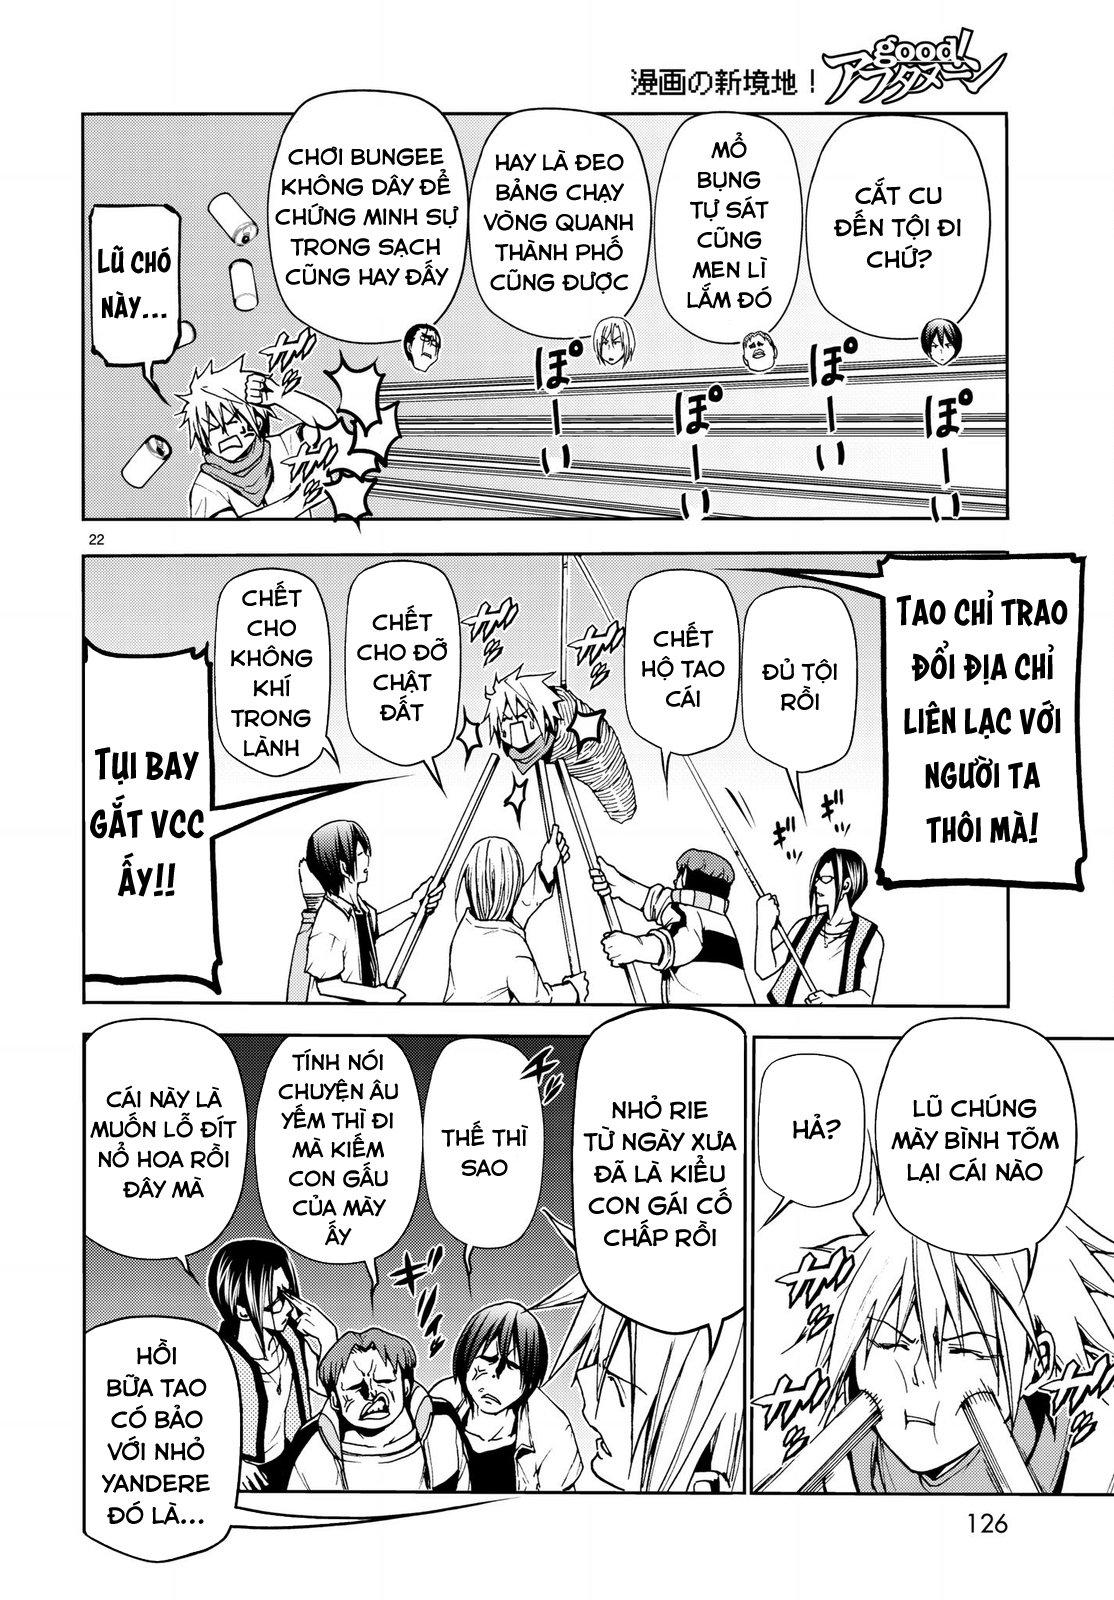 漫画の新境地！
good!
アフタヌーン
CẮT CU
ĐẾN TỘI ĐI
CHỨ?
MỔ
BỤNG
TỰ SÁT
CŨNG
MEN LÌ
LẮM ĐÓ
HAY LÀ ĐEO
BẢNG CHẠY
VÒNG QUANH
THÀNH PHỐ
CŨNG ĐƯỢC
CHƠI BUNGEE
KHÔNG DÂY ĐỂ
CHỨNG MINH SỰ
TRONG SẠCH
CŨNG HAY ĐẤY
LŨ CHÓ
NÀY...
ぽーい
ぽーい
ぽーい
ぽーい
22
TAO CHỈ TRAO
ĐỔI ĐỊA CHỈ
LIÊN LẠC VỚI
NGƯỜI TA
THÔI MÀ!
ĐỦ TỘI
RỒI
CHẾT
HỘ TAO
CÁI
CHẾT
CHO ĐỠ
CHẬT
ĐẤT
CHẾT
CHO
KHÔNG
KHÍ
TRONG
LÀNH
TỤI BAY
GẮT VCC
ẤY!!
LŨ CHÚNG
MÀY BÌNH TÕM
LẠI CÁI NÀO
HẢ?
NHỎ RIE
TỪ NGÀY XƯA
ĐÃ LÀ KIỂU
CON GÁI CỐ
CHẤP RỒI
THẾ THÌ
SAO
TÍNH NÓI
CHUYỆN ÂU
YẾM THÌ ĐI
MÀ KIẾM
CON GẤU
CỦA MÀY
ẤY
CÁI NÀY LÀ
MUỐN LỖ ĐÍT
NỔ HOA RỒI
ĐÂY MÀ
HỒI
BỮA TAO
CÓ BẢO
VỚI NHỎ
YANDERE
ĐÓ LÀ...
126